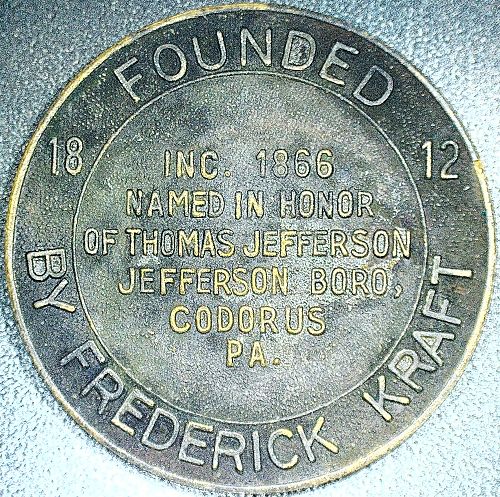 FOUNDED
18 12
BY FREDERICK KRAFT
INC. 1866
NAMED IN HONOR
OF THOMAS JEFFERSON
JEFFERSON BORO,
CODORUS
PA.